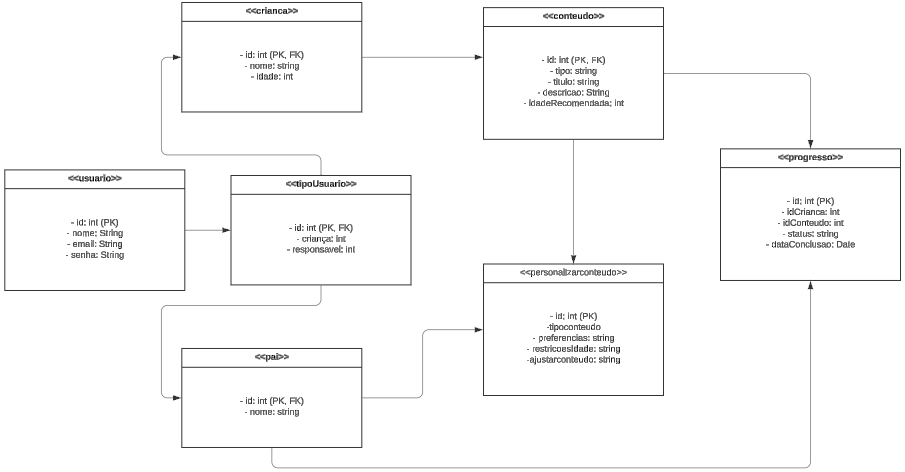 <<crianca>>
- id: int (PK, FK)
- nome: string
- idade: int
<<conteudo>>
- id: int (PK, FK)
- tipo: string
- titulo: string
- descricao: String
- idadeRecomendada; int
<<progresso>>
- id; int (PK)
- idCrianca: int
- idConteudo: int
- status: string
- dataConclusao: Date
<<usuario>>
- id: int (PK)
- nome; String
- email: String
- senha: String
<<tipoUsuario>>
- id: int (PK, FK)
- criança: int
- responsavel: int
<<personalizarconteudo>>
- id; int (PK)
-tipoconteudo
- preferencias: string
- restricoesIdade: string
-ajustarconteudo: string
<<pai>>
- id: int (PK, FK)
- nome: string